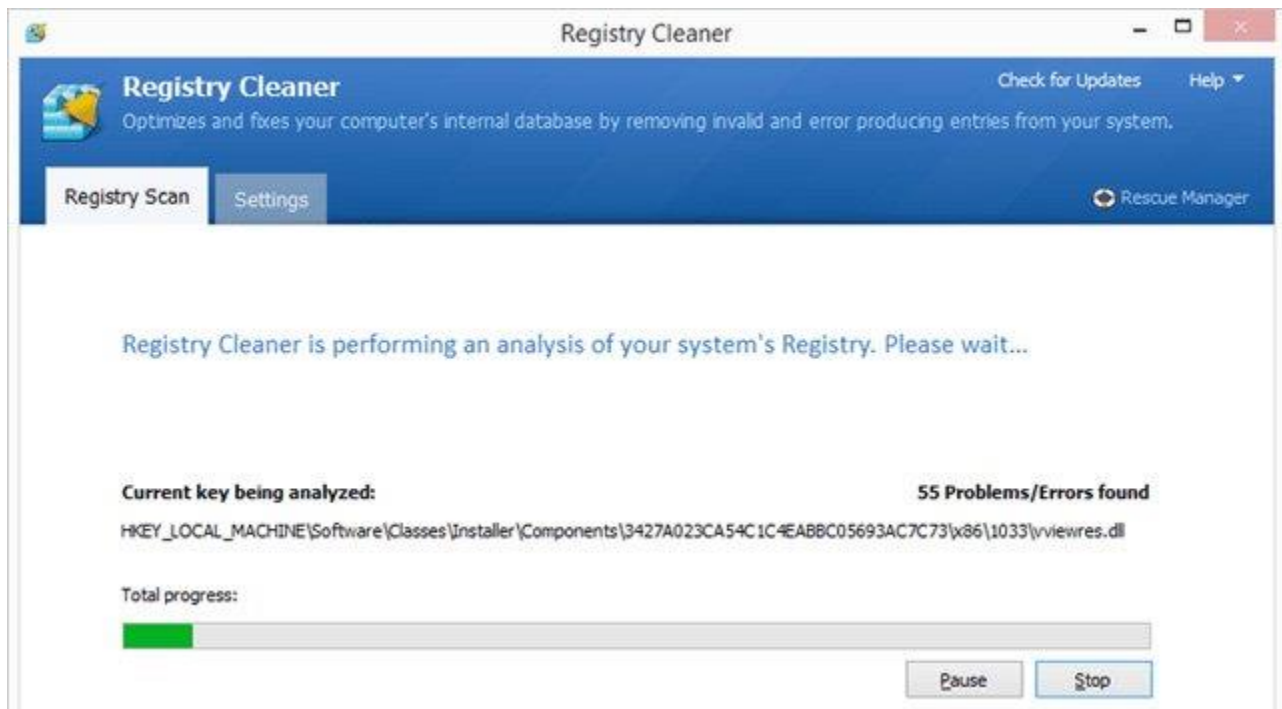 Registry Cleaner
Registry Cleaner
Check for Updates
Help
Optimizes and fixes your computer's internal database by removing invalid and error producing entries from your system.
Registry Scan
Settings
Rescue Manager
Registry Cleaner is performing an analysis of your system's Registry. Please wait...
Current key being analyzed:
55 Problems/Errors found
HKEY_LOCAL_MACHINE\Software\Classes\Installer\Components\3427A023CA54C1C4EABBC05693AC7C73\x86\1033\vviewres.dll
Total progress:
Pause
Stop